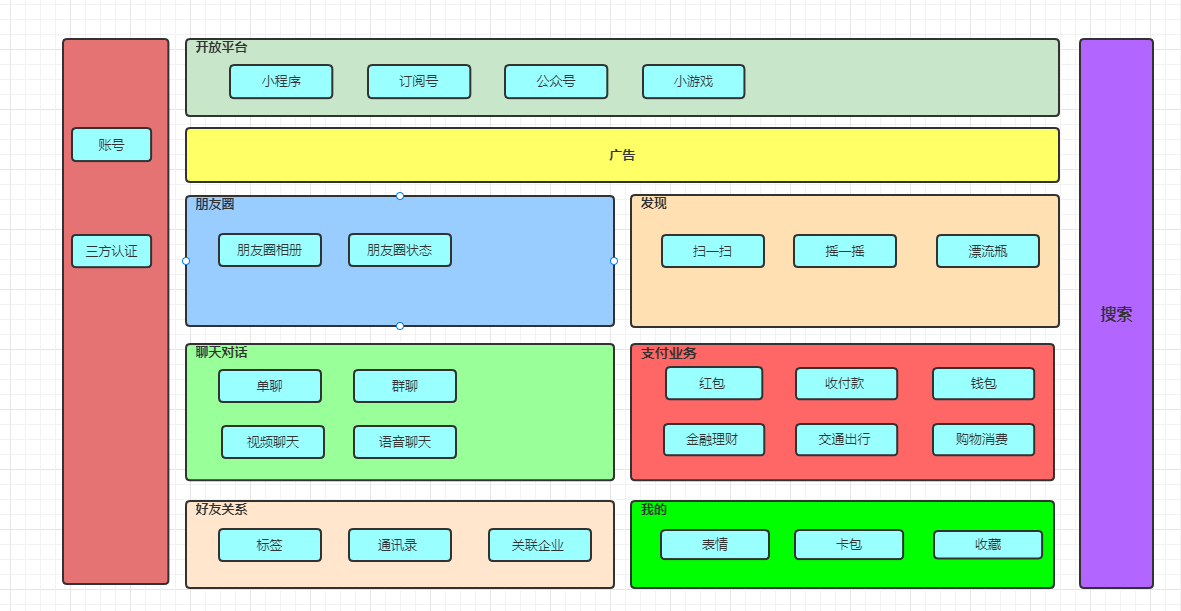 账号
三方认证
开放平台
小程序
订阅号
公众号
小游戏
广告
朋友圈
朋友圈相册
朋友圈状态
发现
扫一扫
摇一摇
漂流瓶
聊天对话
单聊
群聊
视频聊天
语音聊天
支付业务
红包
收付款
钱包
金融理财
交通出行
购物消费
好友关系
标签
通讯录
关联企业
我的
表情
卡包
收藏
搜索